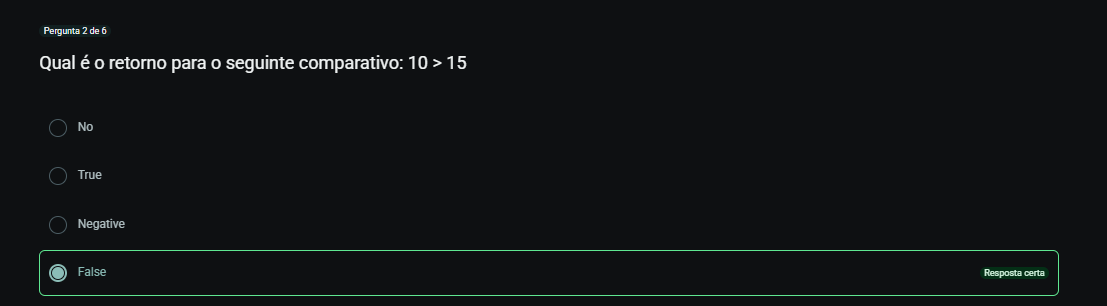 Pergunta 2 de 6
Qual é o retorno para o seguinte comparativo: 10 > 15
No
True
Negative
False
Resposta certa